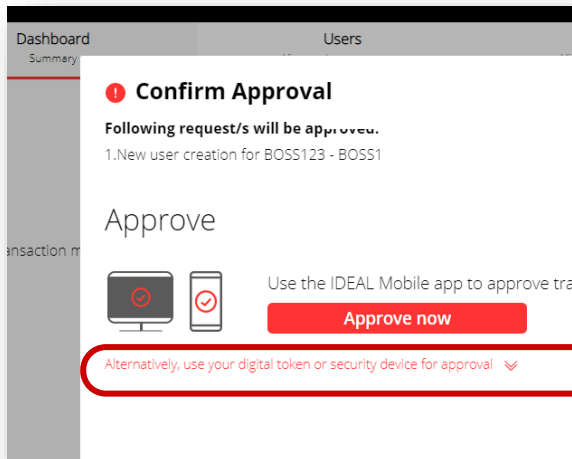 Dashboard
Users
Summary
Confirm Approval
Following request/s will be approved.
1.New user creation for BOSS123 - BOSS1
Approve
ansaction m
Use the IDEAL Mobile app to approve tra
Approve now
Alternatively, use your digital token or security device for approval